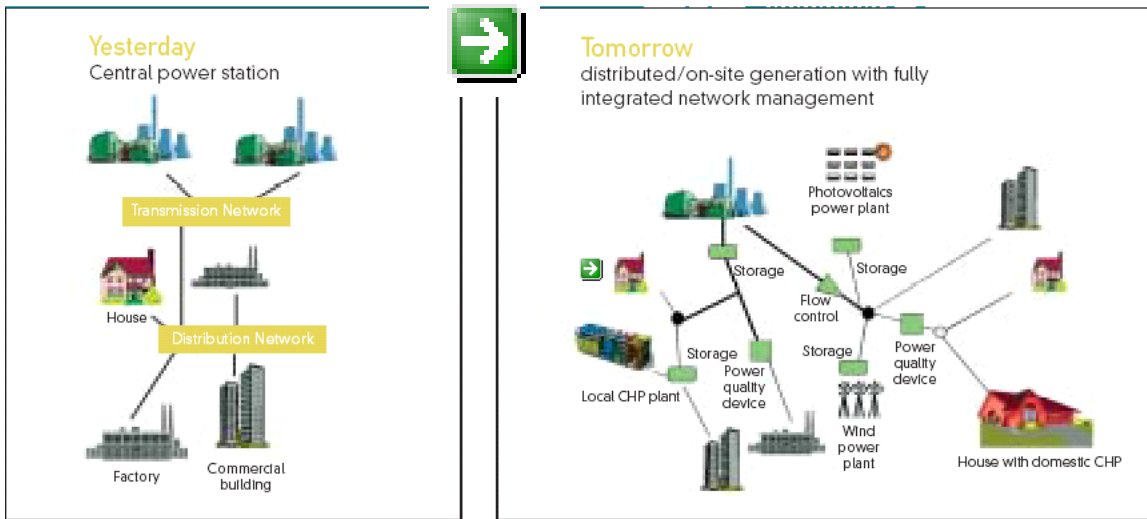 Yesterday
Central power station
Transmission Network
House
Distribution Network
Factory
Commercial
building
Tomorrow
distributed/on-site generation with fully
integrated network management
Photovoltaics
power plant
Storage
Storage
Flow
control
Storage
Storage
Power
quality
device
Power
quality
device
Local CHP plant
Wind
power
plant
House with domestic CHP